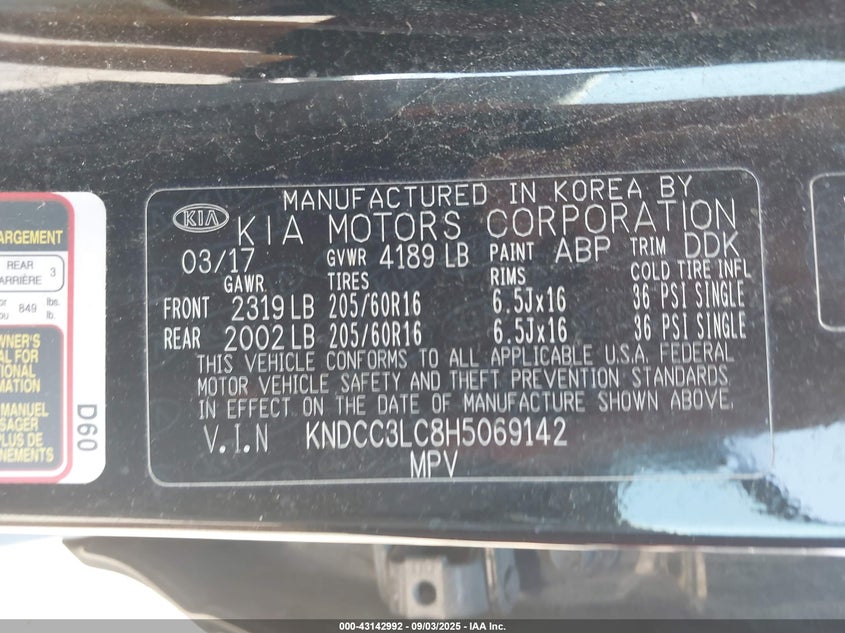 MANUFACTURED IN KOREA BY
KIA KIA MOTORS CORPORATION
03/17 GVWR 4189 LB PAINT ABP TRIM DDK
GAWR TIRES RIMS COLD TIRE INFL
FRONT 2319 LB 205/60R16 6.5Jx16 36 PSI SINGLE
REAR 2002 LB 205/60R16 6.5Jx16 36 PSI SINGLE
THIS VEHICLE CONFORMS TO ALL APPLICABLE U.S.A. FEDERAL
MOTOR VEHICLE SAFETY AND THEFT PREVENTION STANDARDS
IN EFFECT ON THE DATE OF MANUFACTURE SHOWN ABOVE.
V.I.N KNDCC3LC8H5069142
MPV
ARGEMENT
REAR 3
ARRIÈRE
849 lbs.
lb.
WNER'S
AL FOR
TIONAL
MATION
MANUEL
SAGER
PLUS DE
NEMENTS
D60
000-43142992 - 09/03/2025 - IAA Inc.